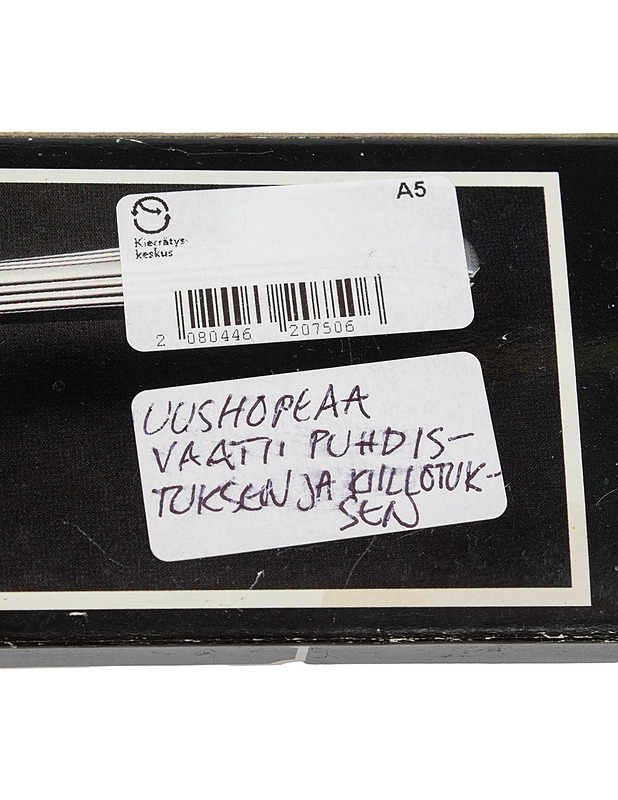 A5
Kierrätys-
keskus
2 080446 207506
UUSHOPEAA
VAATII PUHDIS-
TUKSEN JA KIILLOTUK-
SEN